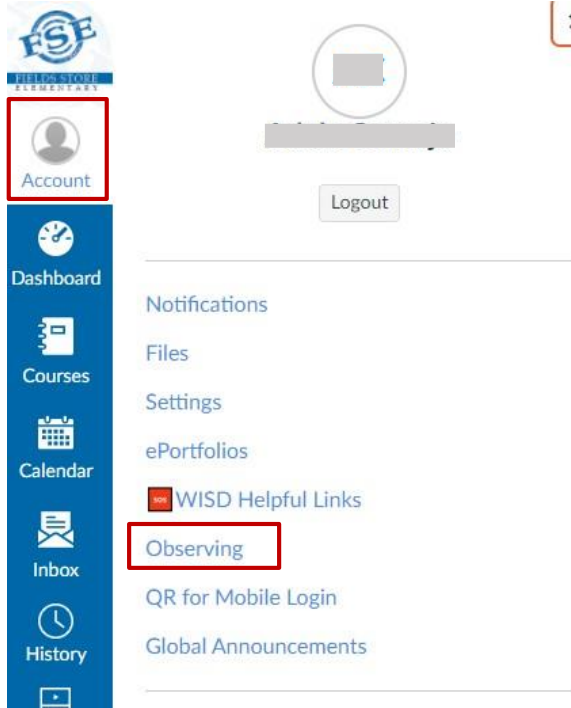 FSE
FIELDS STORE
ELEMENTARY
Account
Dashboard
Courses
Calendar
Inbox
History
Logout
Notifications
Files
Settings
ePortfolios
SOS WISD Helpful Links
Observing
QR for Mobile Login
Global Announcements